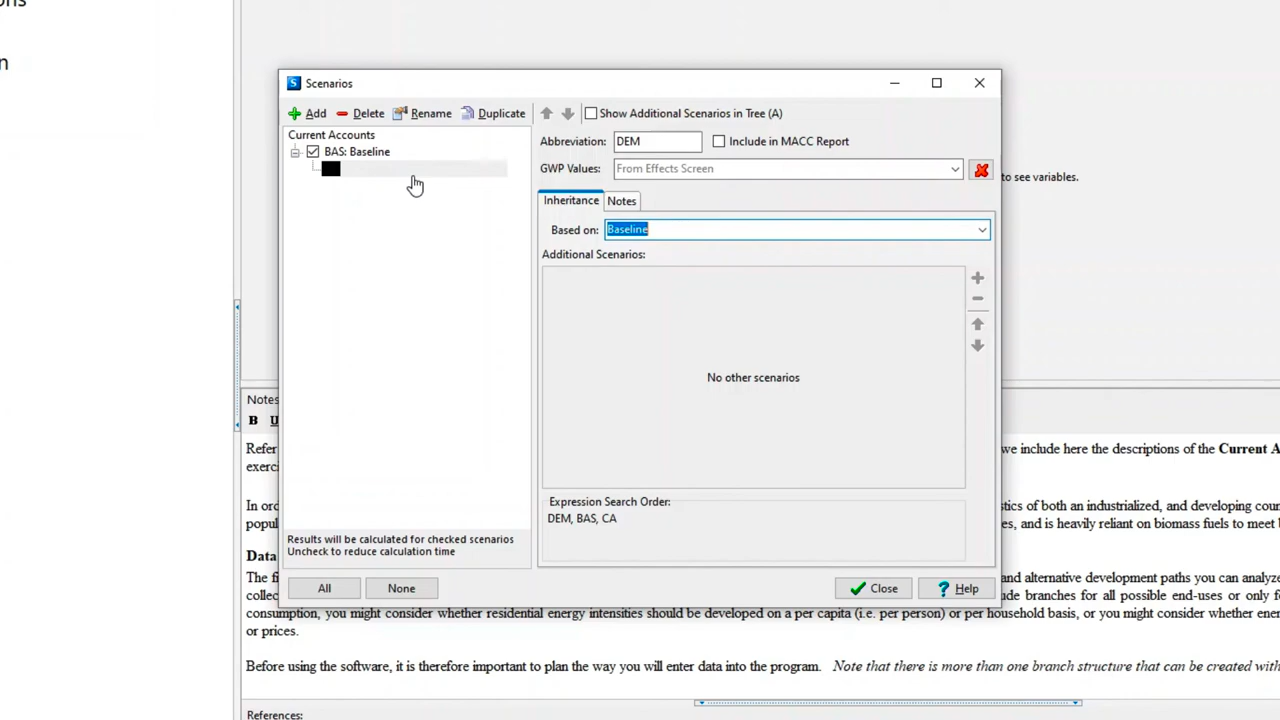 ons
n
S Scenarios
Add Delete Rename Duplicate Show Additional Scenarios in Tree (A)
Current Accounts
BAS: Baseline
Abbreviation: DEM Include in MACC Report
GWP Values: From Effects Screen
to see variables.
Inheritance Notes
Based on: Baseline
Additional Scenarios:
No other scenarios
Expression Search Order:
DEM, BAS, CA
Results will be calculated for checked scenarios
Uncheck to reduce calculation time
All None Close ? Help
Notes
B U
Refer we include here the descriptions of the Current A
exerci
In ord stics of both an industrialized, and developing coun
popul es, and is heavily reliant on biomass fuels to meet b
Data
The fi and alternative development paths you can analyze
collec ude branches for all possible end-uses or only f
consumption, you might consider whether residential energy intensities should be developed on a per capita (i.e. per person) or per household basis, or you might consider whether ener
or prices.
Before using the software, it is therefore important to plan the way you will enter data into the program. Note that there is more than one branch structure that can be created with
References: